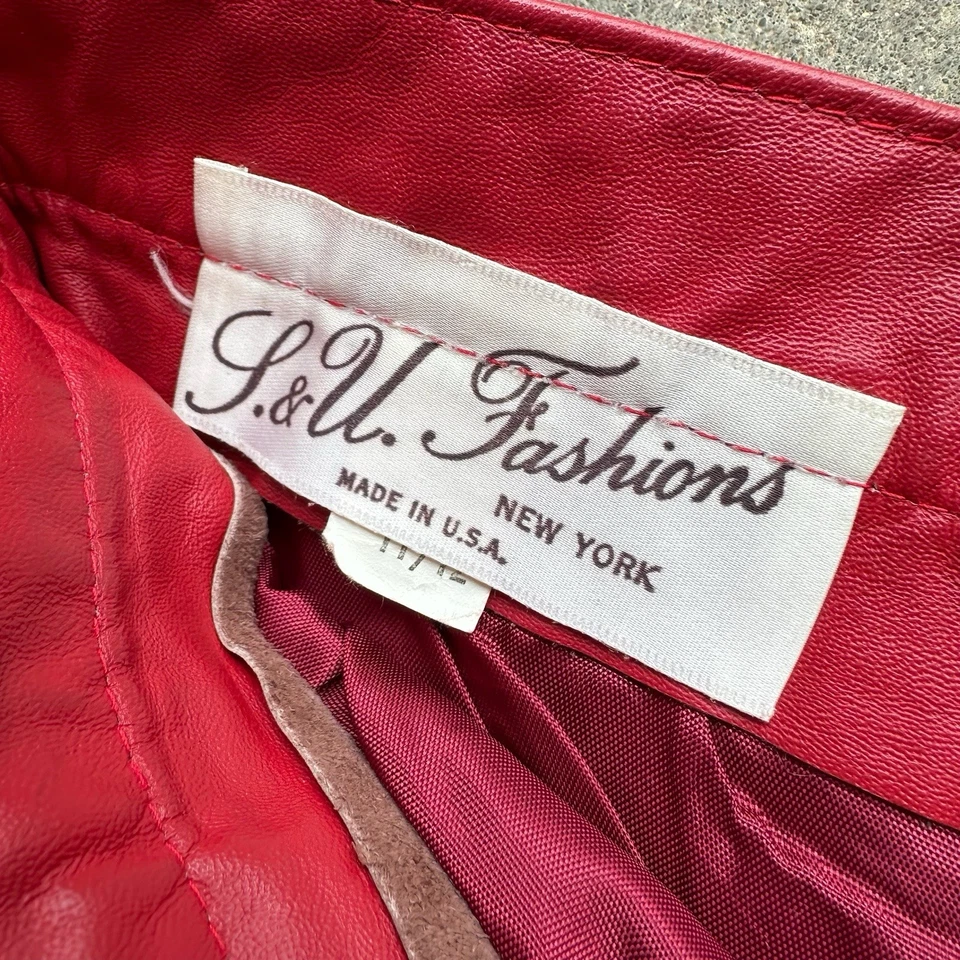 S.&U. Fashions
MADE IN U.S.A. NEW YORK
11/12